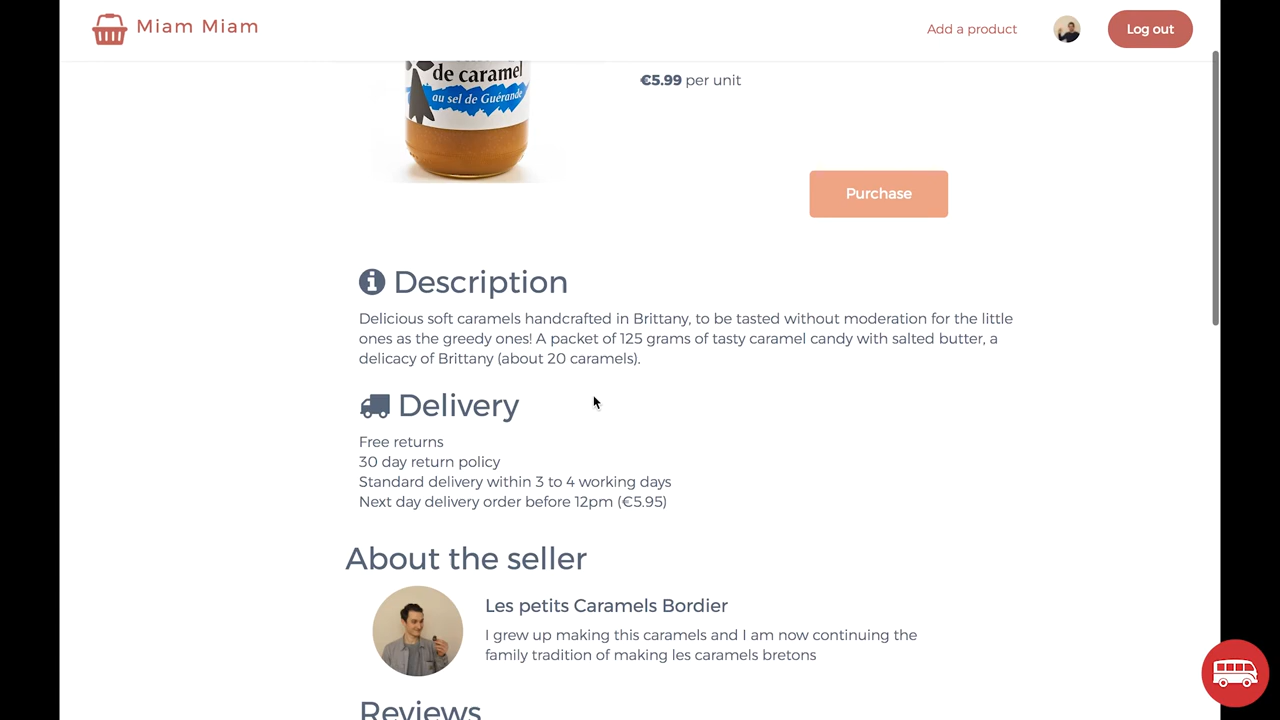 Miam Miam
Add a product
Log out
de caramel
au sel de Guérande
€5.99 per unit
Purchase
Description
Delicious soft caramels handcrafted in Brittany, to be tasted without moderation for the little
ones as the greedy ones! A packet of 125 grams of tasty caramel candy with salted butter, a
delicacy of Brittany (about 20 caramels).
Delivery
Free returns
30 day return policy
Standard delivery within 3 to 4 working days
Next day delivery order before 12pm (€5.95)
About the seller
Les petits Caramels Bordier
I grew up making this caramels and I am now continuing the
family tradition of making les caramels bretons
Reviews